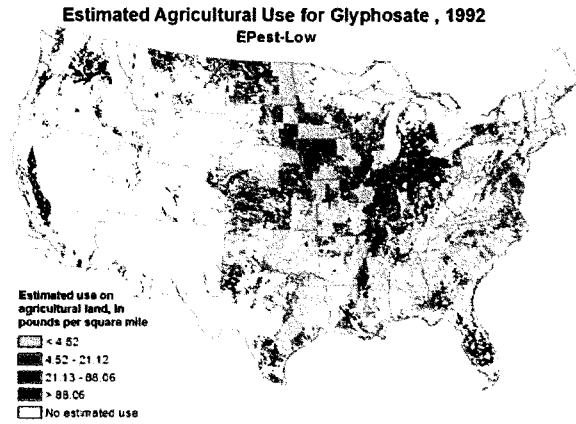 Estimated Agricultural Use for Glyphosate , 1992
EPest-Low
Estimated use on
agricultural land, in
pounds per square mile
< 4.52
4.52 - 21.12
21.13 - 88.06
> 88.06
No estimated use